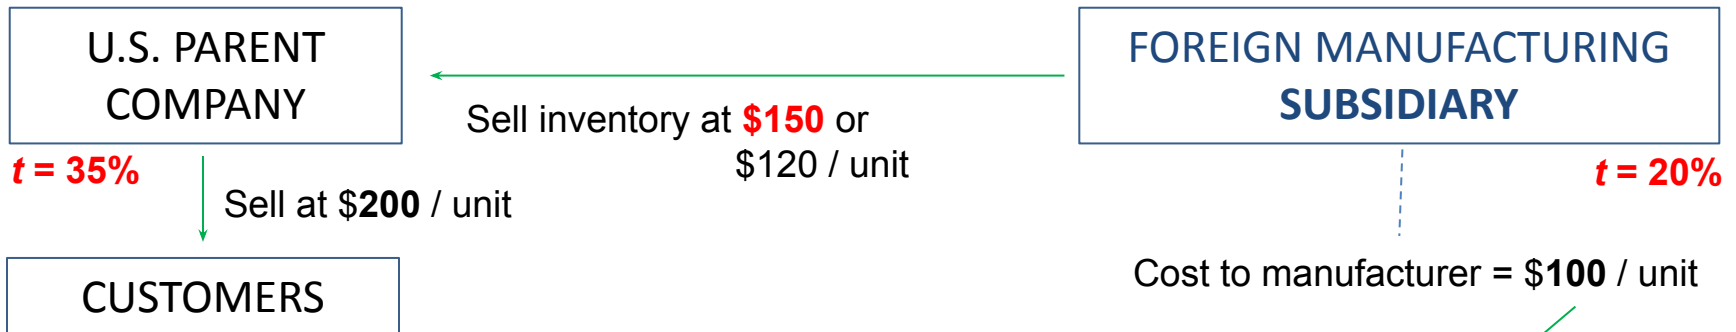 U.S. PARENT
COMPANY
FOREIGN MANUFACTURING
SUBSIDIARY
Sell inventory at $150 or
$120 / unit
t = 35%
t = 20%
Sell at $200 / unit
Cost to manufacturer = $100 / unit
CUSTOMERS